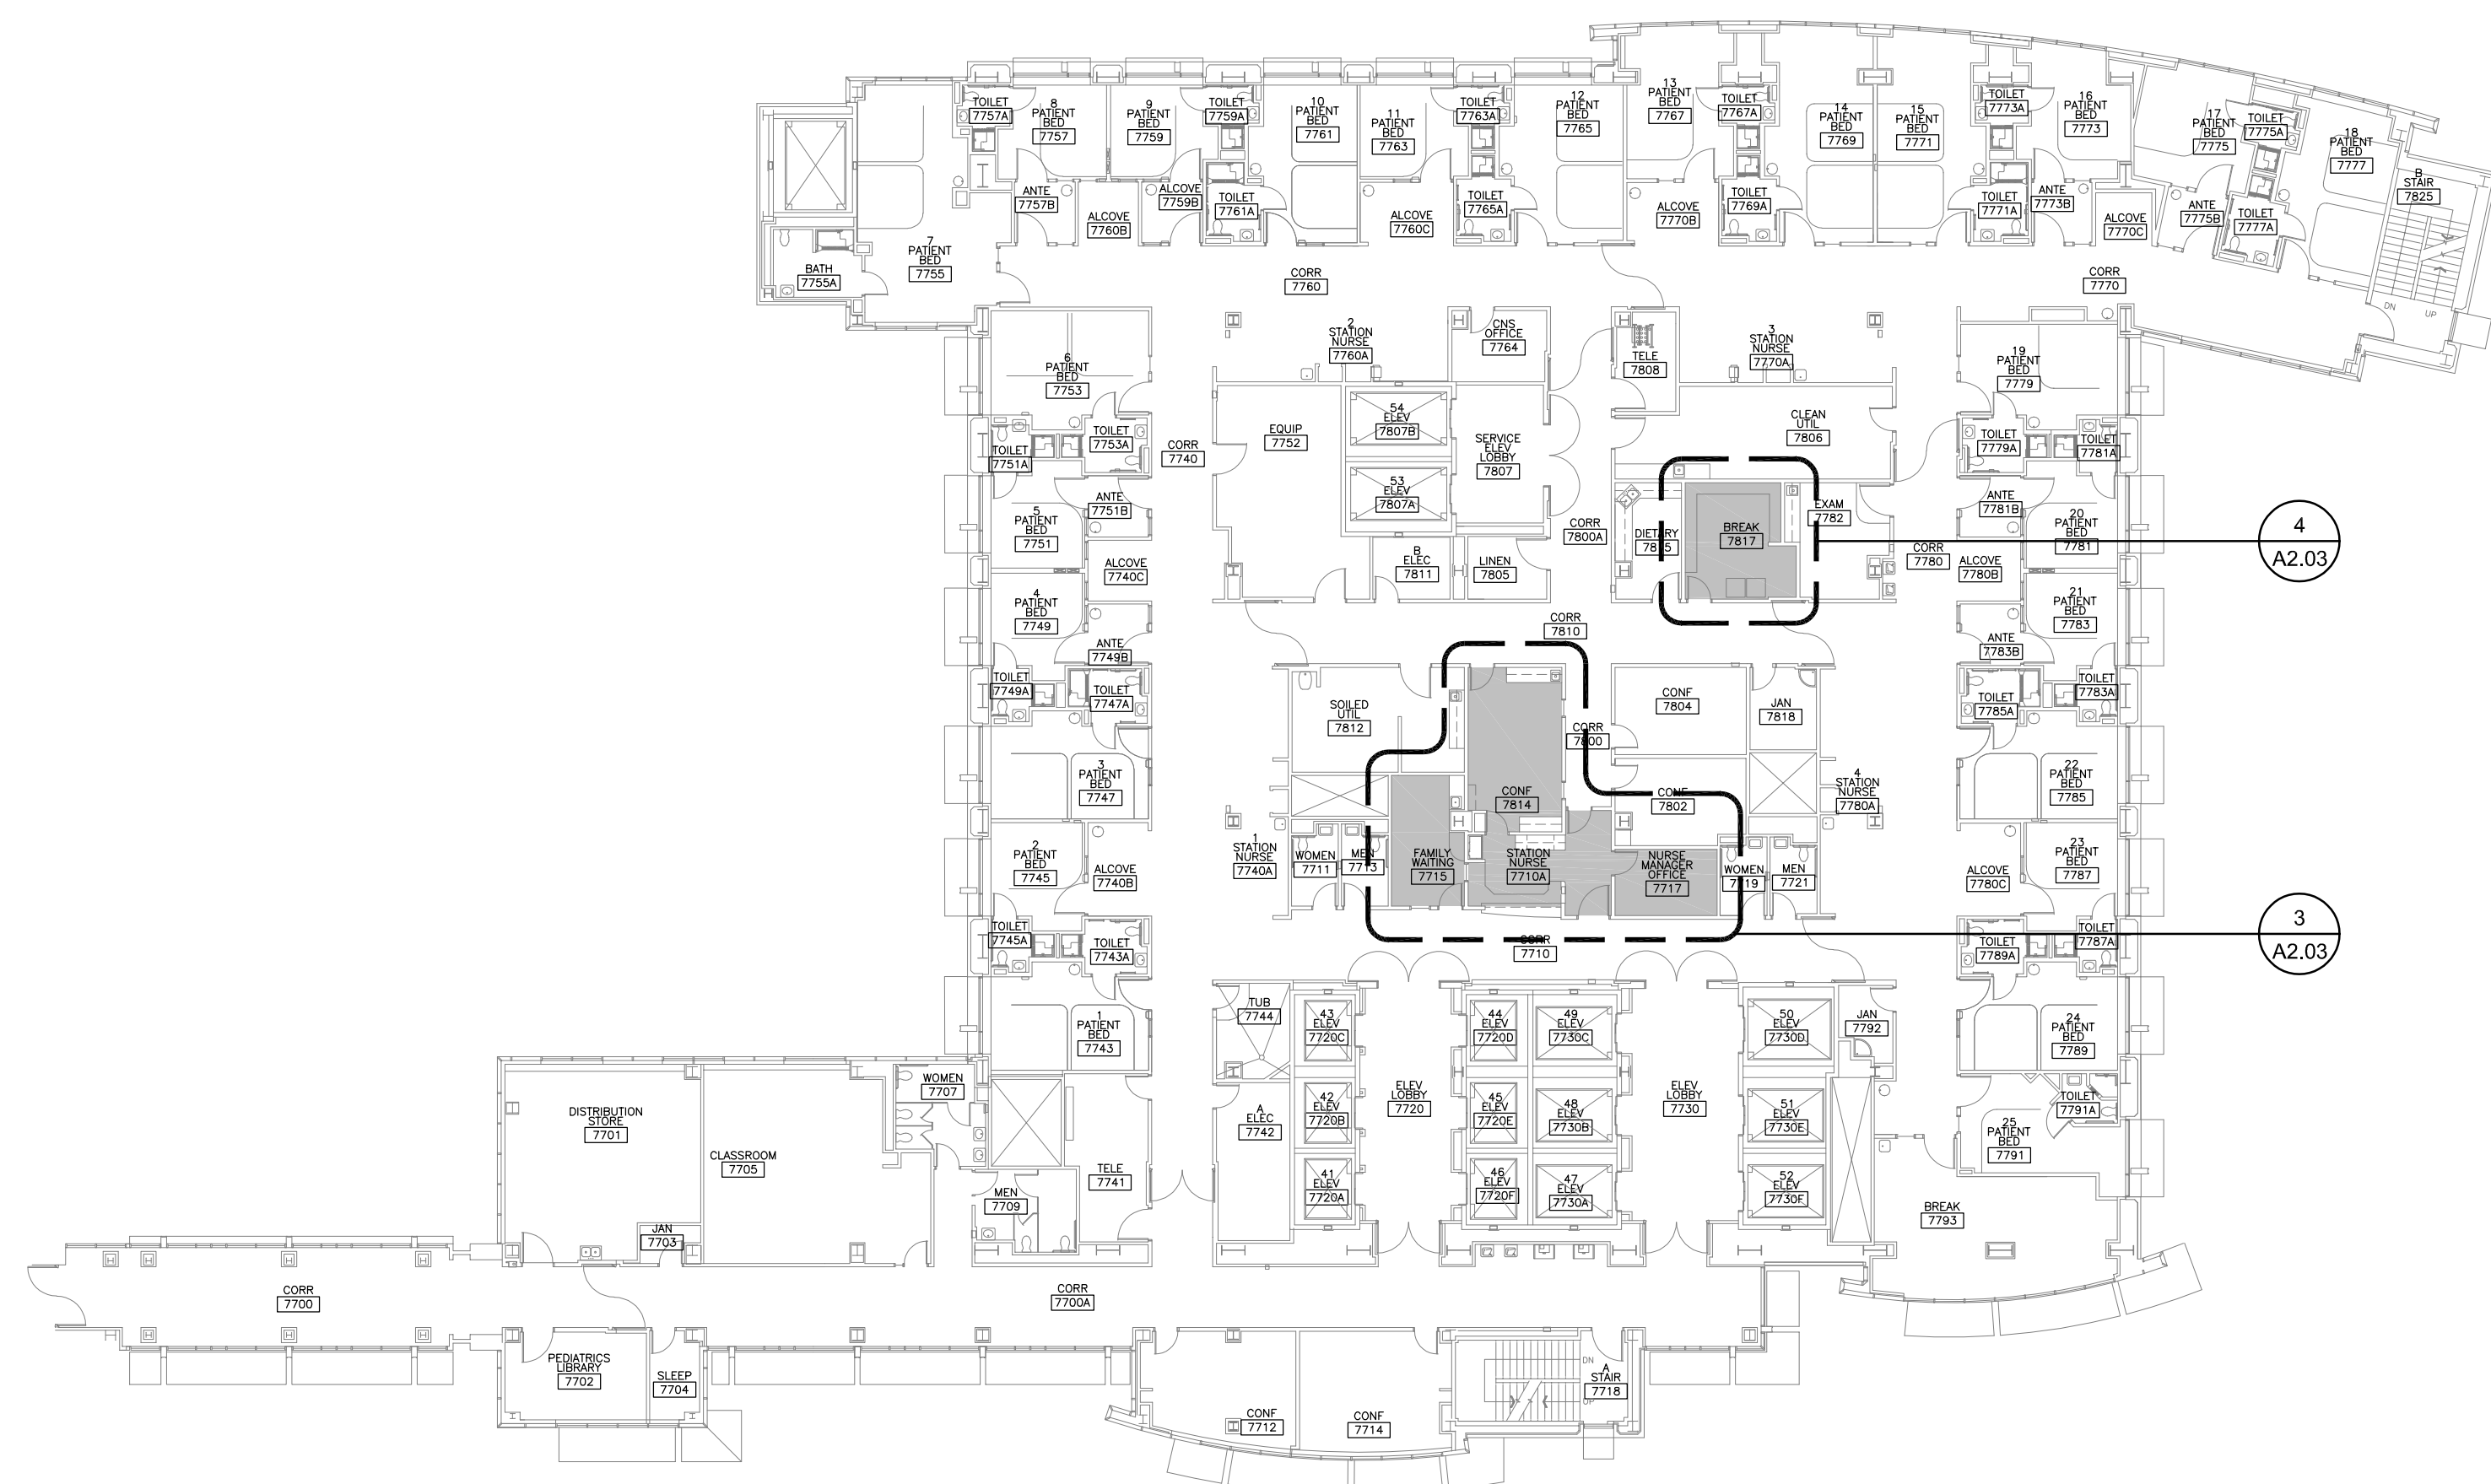 TOILET
7757A
8
PATIENT
BED
7757
9
PATIENT
BED
7759
TOILET
7759A
10
PATIENT
BED
7761
11
PATIENT
BED
7763
TOILET
7763A
12
PATIENT
BED
7765
13
PATIENT
BED
7767
TOILET
7767A
14
PATIENT
BED
7769
15
PATIENT
BED
7771
TOILET
7773A
16
PATIENT
BED
7773
17
PATIENT
BED
7775
TOILET
7775A
18
PATIENT
BED
7777
B
STAIR
7825
ANTE
7757B
ALCOVE
7760B
ALCOVE
7759B
TOILET
7761A
ALCOVE
7760C
TOILET
7765A
ALCOVE
7770B
TOILET
7769A
TOILET
7771A
ANTE
7773B
ALCOVE
7770C
ANTE
7775B
TOILET
7777A
7
PATIENT
BED
7755
BATH
7755A
CORR
7760
CORR
7770
DN
UP
6
PATIENT
BED
7753
2
STATION
NURSE
7760A
CNS
OFFICE
7764
TELE
7808
3
STATION
NURSE
7770A
19
PATIENT
BED
7779
TOILET
7751A
TOILET
7753A
CORR
7740
EQUIP
7752
54
ELEV
7807B
SERVICE
ELEV
LOBBY
7807
CLEAN
UTIL
7806
TOILET
7779A
TOILET
7781A
5
PATIENT
BED
7751
ANTE
7751B
53
ELEV
7807A
CORR
7800A
DIETARY
7815
BREAK
7817
EXAM
7782
ANTE
7781B
20
PATIENT
BED
7781
4
A2.03
ALCOVE
7740C
B
ELEC
7811
LINEN
7805
CORR
7780
ALCOVE
7780B
4
PATIENT
BED
7749
ANTE
7749B
CORR
7810
21
PATIENT
BED
7783
ANTE
7783B
TOILET
7749A
TOILET
7747A
SOILED
UTIL
7812
CORR
7800
CONF
7804
JAN
7818
TOILET
7785A
TOILET
7783A
3
PATIENT
BED
7747
CONF
7814
CONF
7802
4
STATION
NURSE
7780A
22
PATIENT
BED
7785
2
PATIENT
BED
7745
ALCOVE
7740B
1
STATION
NURSE
7740A
WOMEN
7711
MEN
7713
FAMILY
WAITING
7715
STATION
NURSE
7710A
NURSE
MANAGER
OFFICE
7717
WOMEN
7719
MEN
7721
ALCOVE
7780C
23
PATIENT
BED
7787
TOILET
7745A
TOILET
7743A
CORR
7710
TOILET
7789A
TOILET
7787A
3
A2.03
1
PATIENT
BED
7743
TUB
7744
43
ELEV
7720C
44
ELEV
7720D
49
ELEV
7730C
50
ELEV
7730D
JAN
7792
24
PATIENT
BED
7789
WOMEN
7707
DISTRIBUTION
STORE
7701
CLASSROOM
7705
A
ELEC
7742
42
ELEV
7720B
ELEV
LOBBY
7720
45
ELEV
7720E
48
ELEV
7730B
ELEV
LOBBY
7730
51
ELEV
7730E
TOILET
7791A
25
PATIENT
BED
7791
TELE
7741
MEN
7709
41
ELEV
7720A
46
ELEV
7720F
47
ELEV
7730A
52
ELEV
7730F
BREAK
7793
JAN
7703
CORR
7700
CORR
7700A
PEDIATRICS
LIBRARY
7702
SLEEP
7704
CONF
7712
CONF
7714
DN
A
STAIR
7718
UP